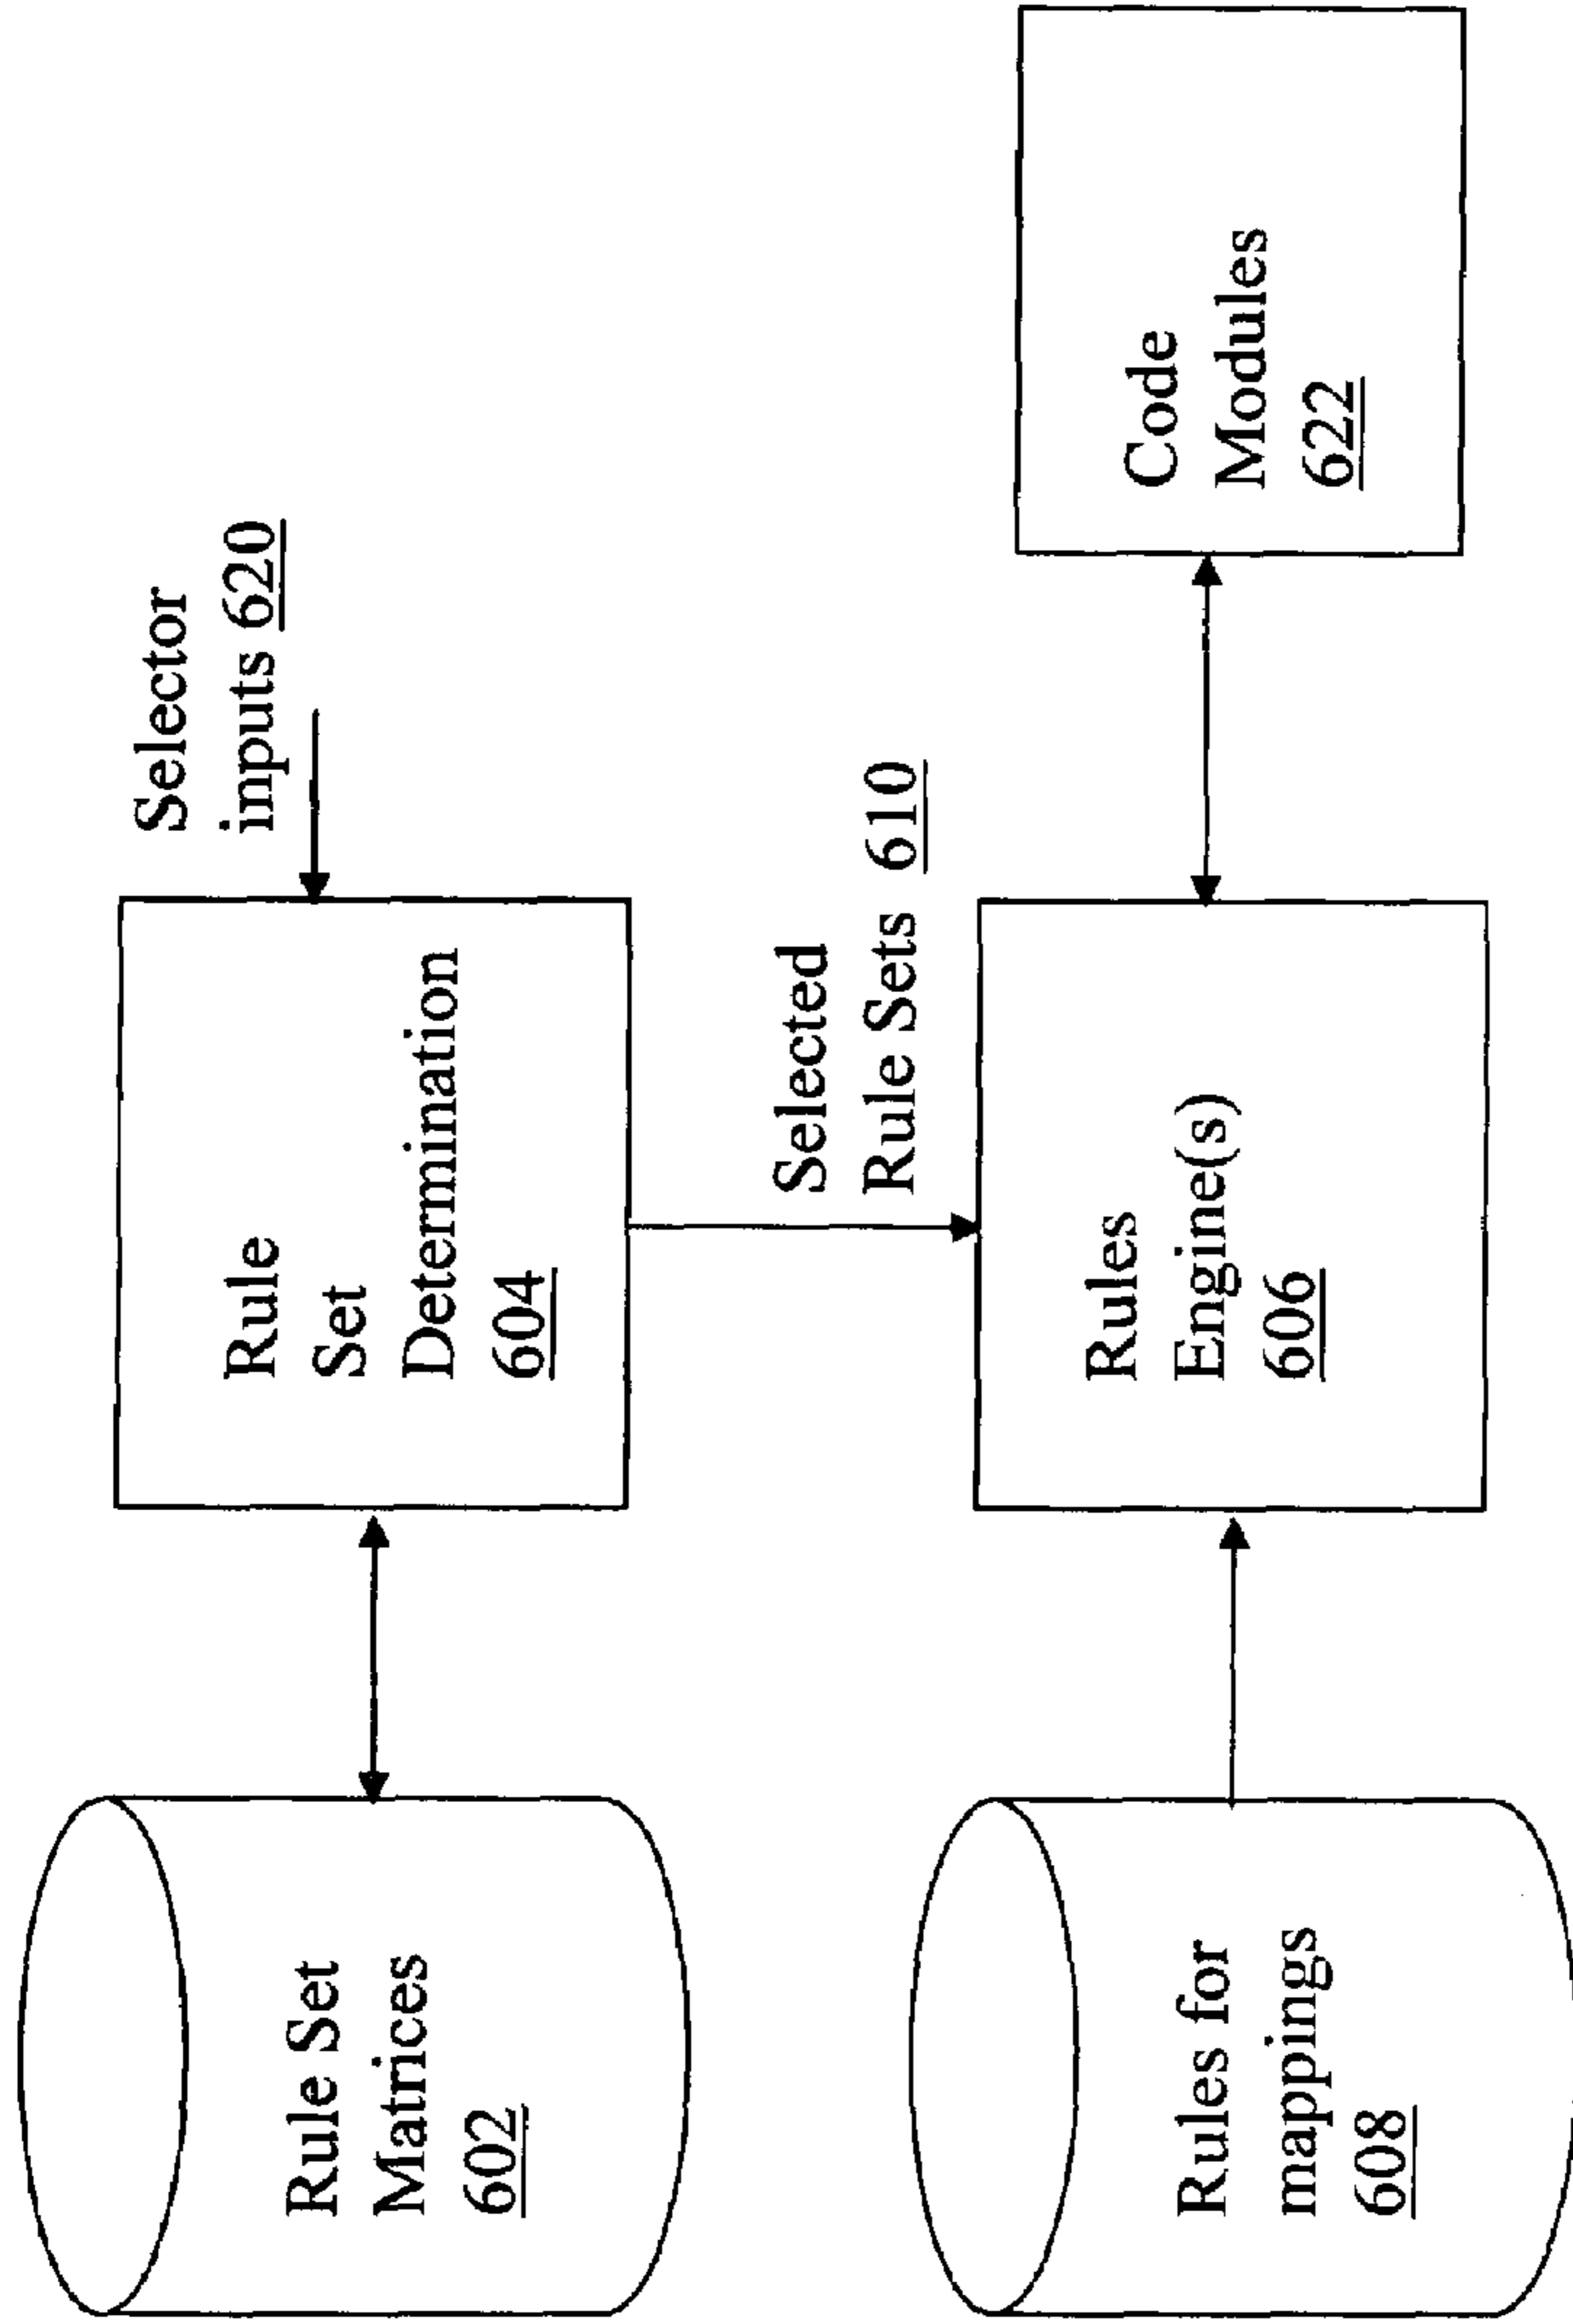 Rule Set
Matrices
602
Rule
Set
Determination
604
Selector
inputs 620
Selected
Rule Sets 610
Rules for
mappings
608
Rules
Engine(s)
606
Code
Modules
622